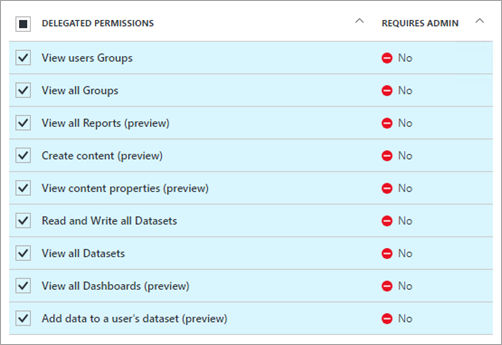 DELEGATED PERMISSIONS REQUIRES ADMIN
View users Groups No
View all Groups No
View all Reports (preview) No
Create content (preview) No
View content properties (preview) No
Read and Write all Datasets No
View all Datasets No
View all Dashboards (preview) No
Add data to a user's dataset (preview) No